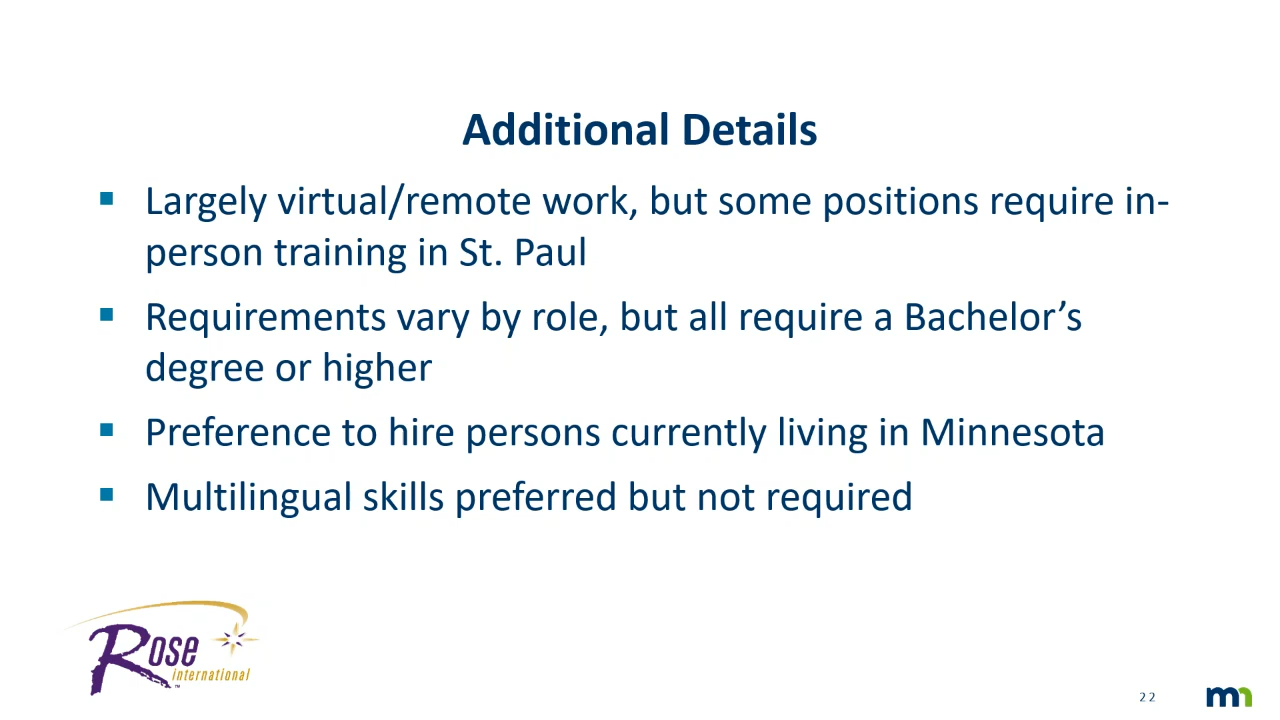 Additional Details
▪ Largely virtual/remote work, but some positions require in-
person training in St. Paul
▪ Requirements vary by role, but all require a Bachelor’s
degree or higher
▪ Preference to hire persons currently living in Minnesota
▪ Multilingual skills preferred but not required
Rose
international™
22
mn